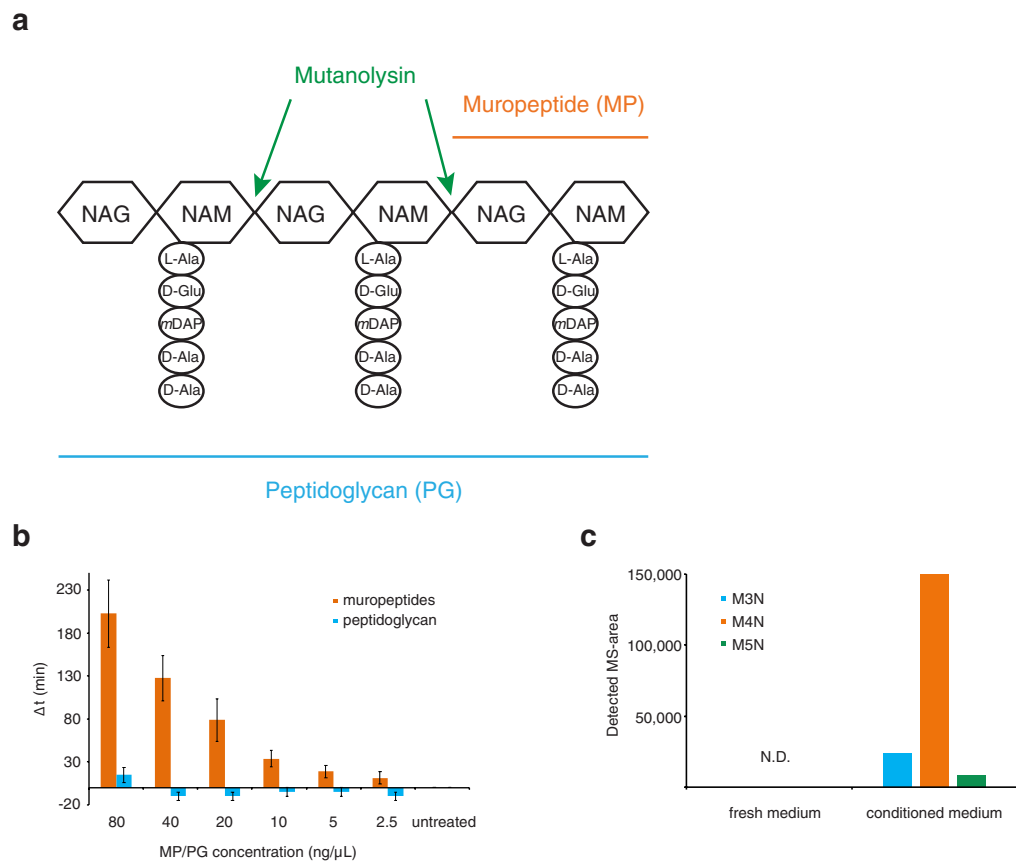 a
Mutanolysin
Muropeptide (MP)
NAG NAM NAG NAM NAG NAM
L-Ala L-Ala L-Ala
D-Glu D-Glu D-Glu
mDAP mDAP mDAP
D-Ala D-Ala D-Ala
D-Ala D-Ala D-Ala
Peptidoglycan (PG)
b
Δt (min)
230
180
130
80
30
-20
muropeptides
peptidoglycan
80 40 20 10 5 2.5 untreated
MP/PG concentration (ng/µL)
c
Detected MS-area
150,000
100,000
50,000
M3N
M4N
M5N
N.D.
fresh medium conditioned medium